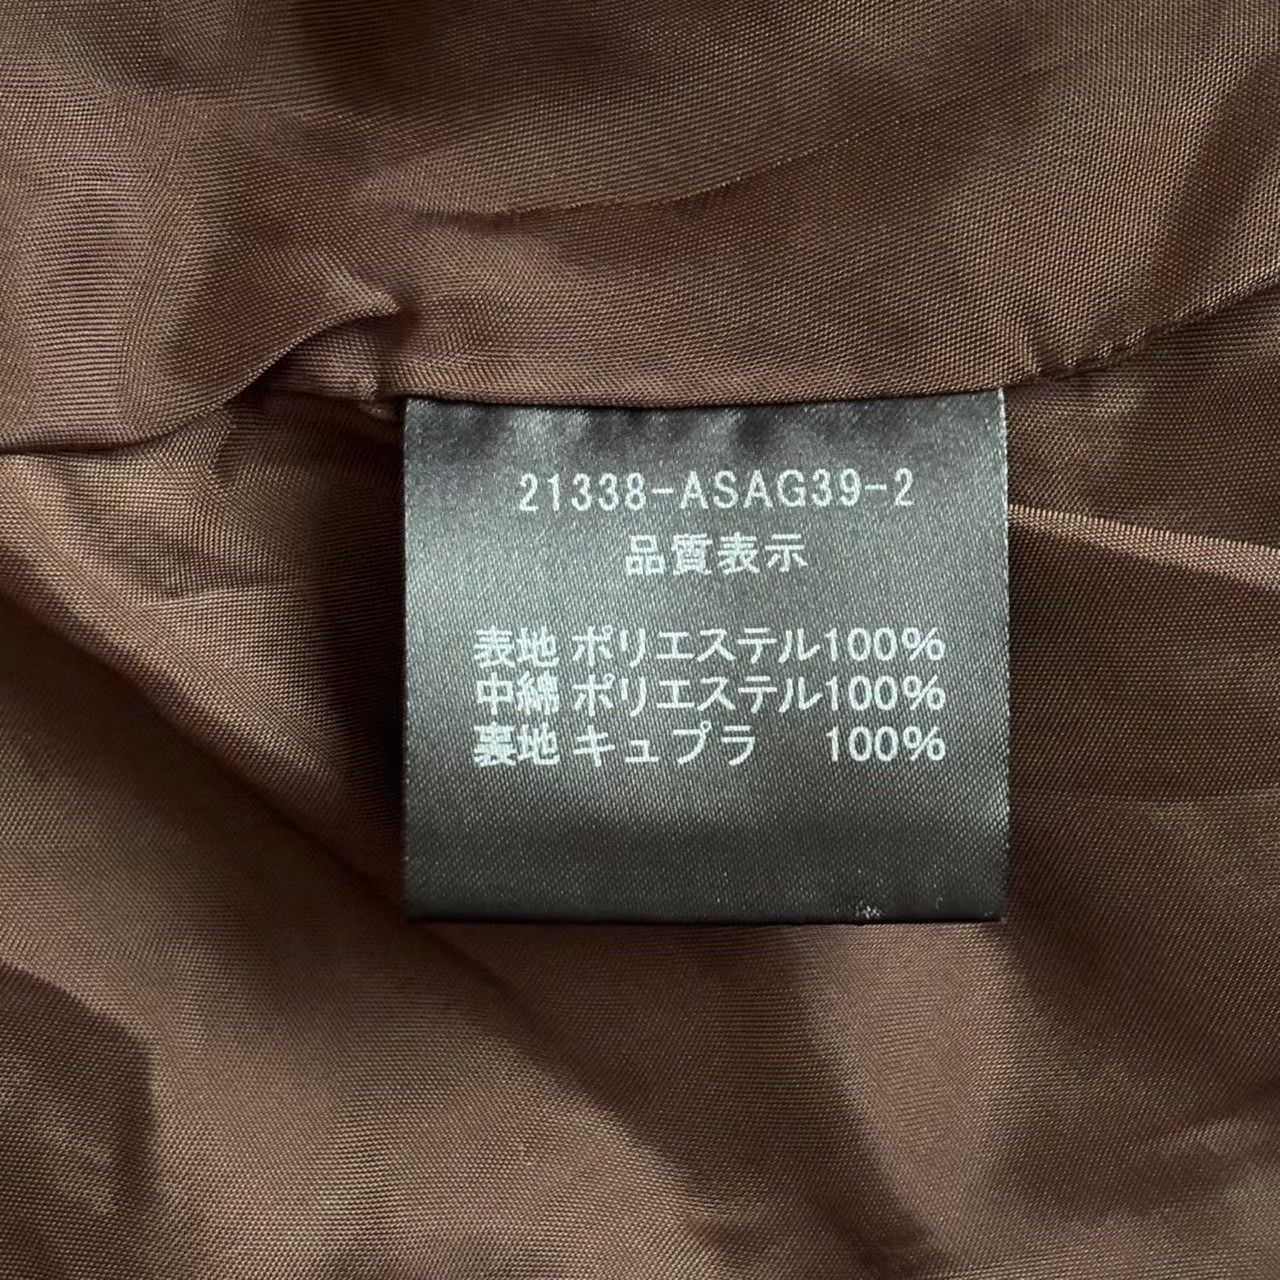 21338-ASAG39-2
品質表示
表地 ポリエステル100%
中綿 ポリエステル100%
裏地 キュプラ 100%